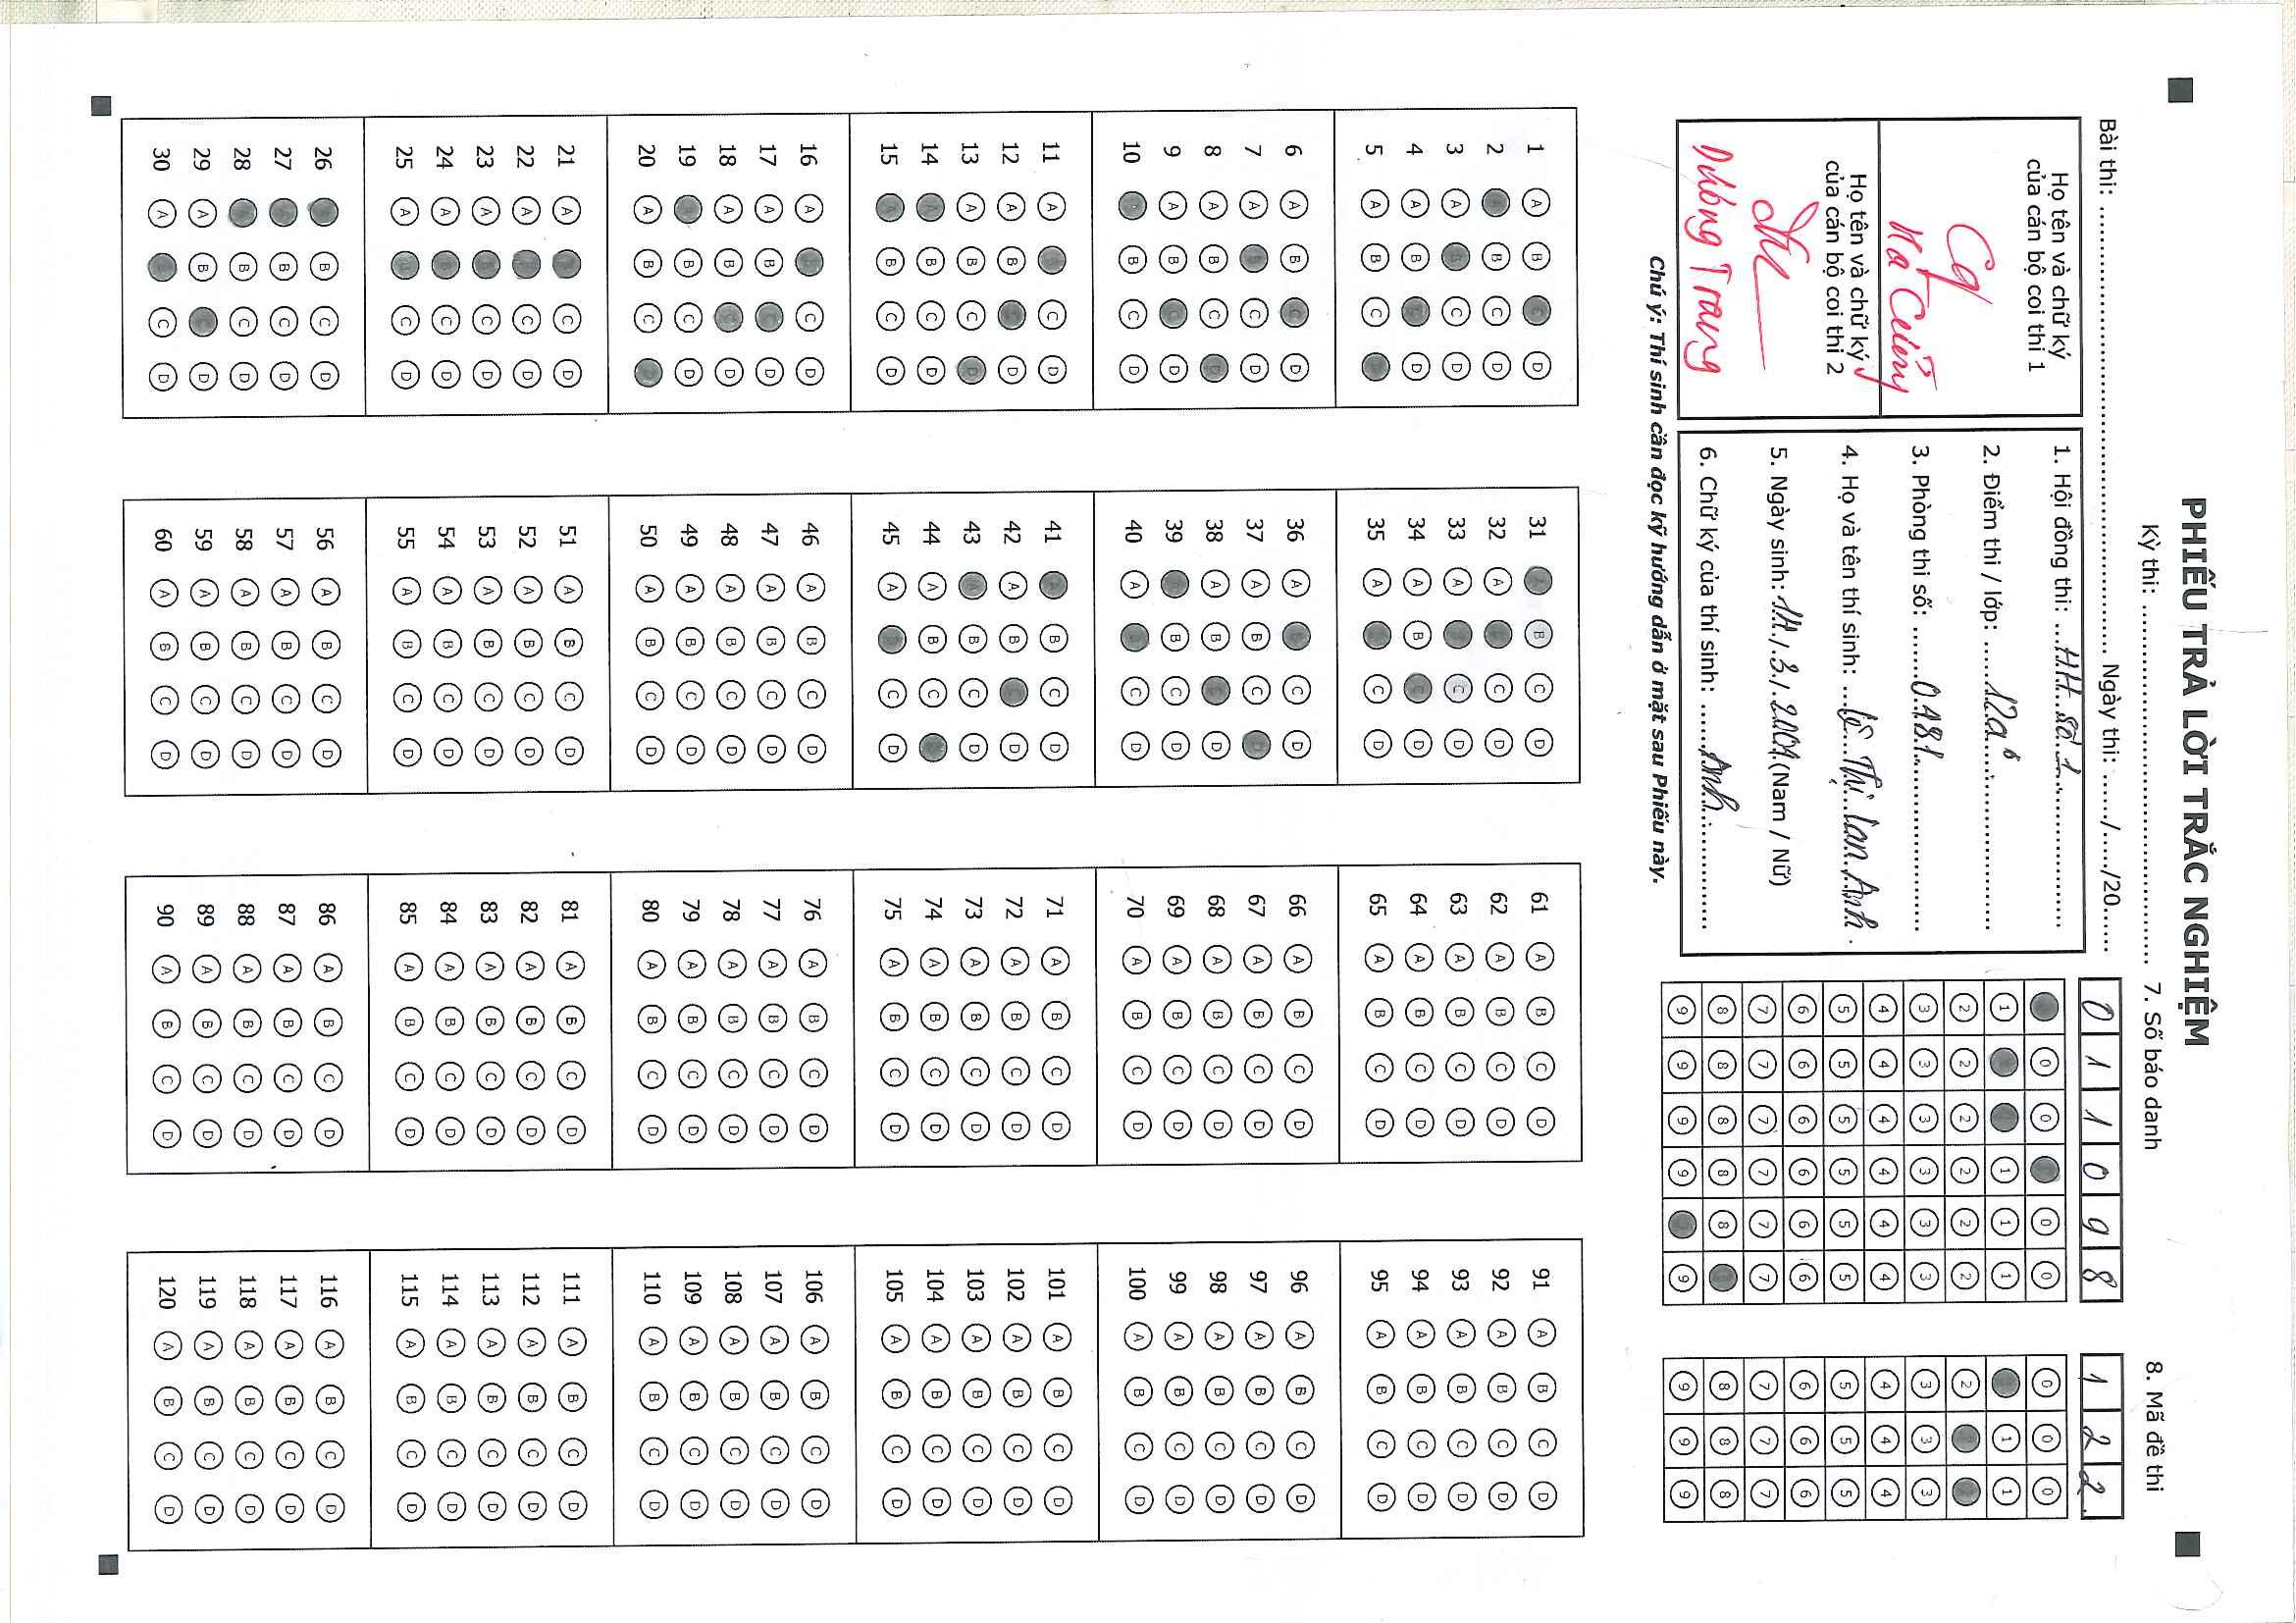 PHIẾU TRẢ LỜI TRẮC NGHIỆM
Kỳ thi: ........................................................
Bài thi: ........................................................ Ngày thi: ....../....../20......
Họ tên và chữ ký
của cán bộ coi thi 1
Hà Cường
Họ tên và chữ ký
của cán bộ coi thi 2
Dương Trang
1. Hội đồng thi: ...HH số 1...
2. Điểm thi / lớp: ...12a6...
3. Phòng thi số: ...0481...
4. Họ và tên thí sinh: ...Lê Thị Lan Anh.
5. Ngày sinh: (Nam / Nữ)
6. Chữ ký của thí sinh: ...Anh...
Chú ý: Thí sinh cần đọc kỹ hướng dẫn ở mặt sau Phiếu này.
7. Số báo danh
0 1 1 0 9 8
0 0 0 0 0
1 1 1 1
2 2 2 2 2 2
3 3 3 3 3 3
4 4 4 4 4 4
5 5 5 5 5 5
6 6 6 6 6 6
7 7 7 7 7 7
8 8 8 8 8
9 9 9 9 9
8. Mã đề thi
1 2 2
0 0 0
1 1
2
3 3 3
4 4 4
5 5 5
6 6 6
7 7 7
8 8 8
9 9 9
1 A B C D
2 A B C D
3 A B C D
4 A B C D
5 A B C D
6 A B C D
7 A B C D
8 A B C D
9 A B C D
10 A B C D
11 A B C D
12 A B C D
13 A B C D
14 A B C D
15 A B C D
16 A B C D
17 A B C D
18 A B C D
19 A B C D
20 A B C D
21 A B C D
22 A B C D
23 A B C D
24 A B C D
25 A B C D
26 A B C D
27 A B C D
28 A B C D
29 A B C D
30 A B C D
31 A B C D
32 A B C D
33 A B C D
34 A B C D
35 A B C D
36 A B C D
37 A B C D
38 A B C D
39 A B C D
40 A B C D
41 A B C D
42 A B C D
43 A B C D
44 A B C D
45 A B C D
46 A B C D
47 A B C D
48 A B C D
49 A B C D
50 A B C D
51 A B C D
52 A B C D
53 A B C D
54 A B C D
55 A B C D
56 A B C D
57 A B C D
58 A B C D
59 A B C D
60 A B C D
61 A B C D
62 A B C D
63 A B C D
64 A B C D
65 A B C D
66 A B C D
67 A B C D
68 A B C D
69 A B C D
70 A B C D
71 A B C D
72 A B C D
73 A B C D
74 A B C D
75 A B C D
76 A B C D
77 A B C D
78 A B C D
79 A B C D
80 A B C D
81 A B C D
82 A B C D
83 A B C D
84 A B C D
85 A B C D
86 A B C D
87 A B C D
88 A B C D
89 A B C D
90 A B C D
91 A B C D
92 A B C D
93 A B C D
94 A B C D
95 A B C D
96 A B C D
97 A B C D
98 A B C D
99 A B C D
100 A B C D
101 A B C D
102 A B C D
103 A B C D
104 A B C D
105 A B C D
106 A B C D
107 A B C D
108 A B C D
109 A B C D
110 A B C D
111 A B C D
112 A B C D
113 A B C D
114 A B C D
115 A B C D
116 A B C D
117 A B C D
118 A B C D
119 A B C D
120 A B C D